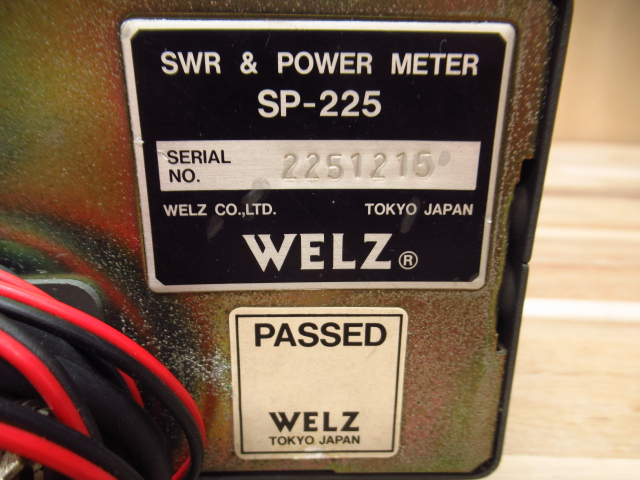 SWR & POWER METER
SP-225
SERIAL NO. 2251215
WELZ CO.,LTD. TOKYO JAPAN
WELZ ®
PASSED
WELZ
TOKYO JAPAN